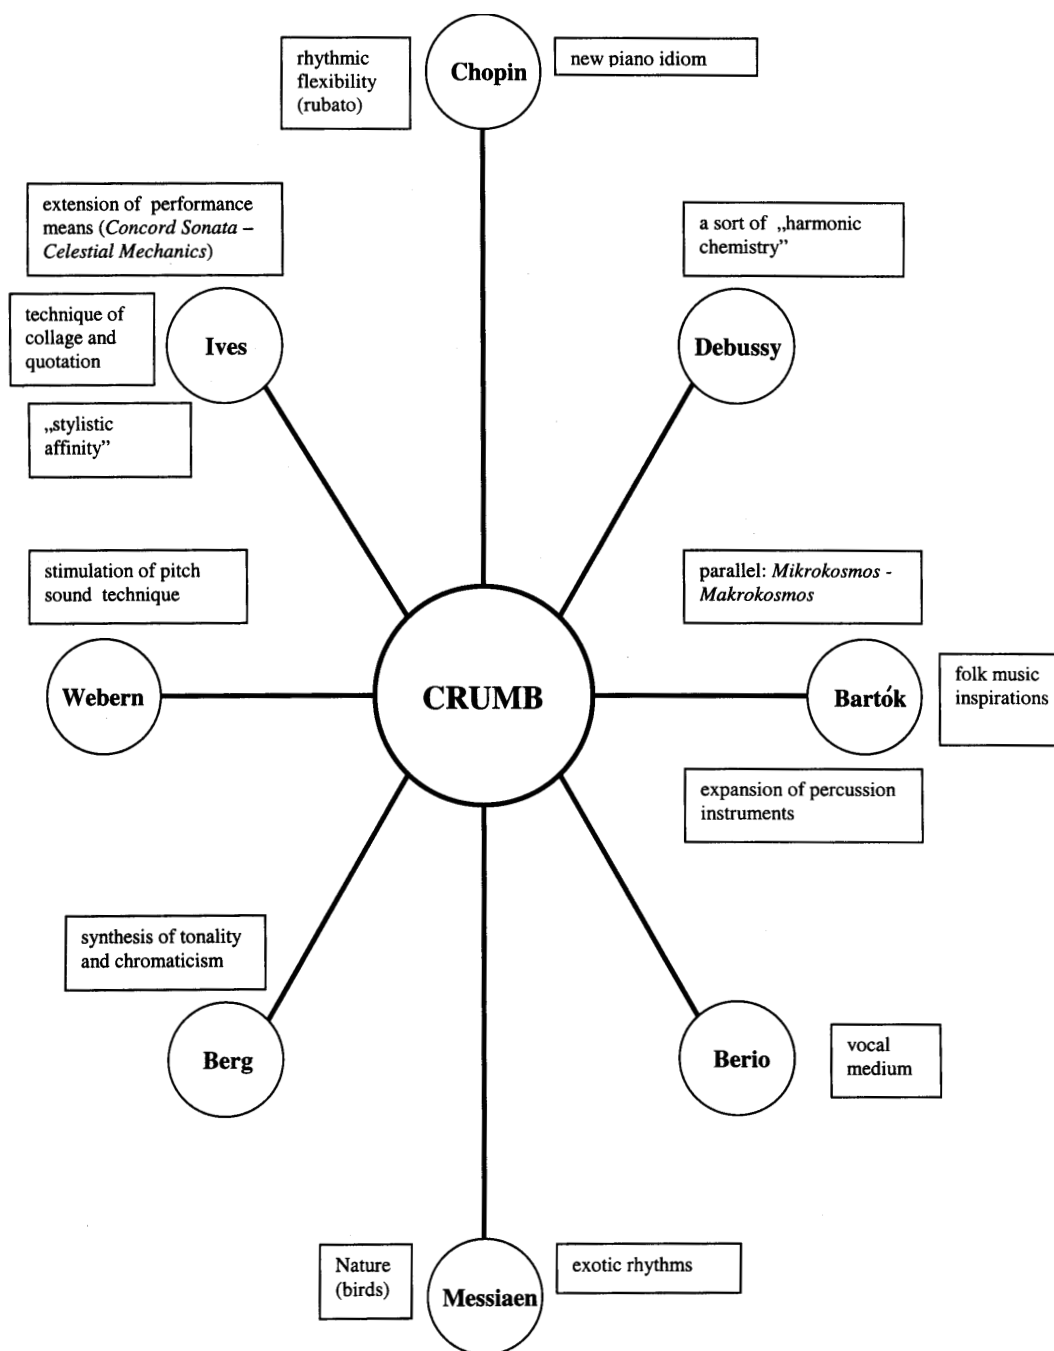 rhythmic
flexibility
(rubato)
Chopin
new piano idiom
extension of performance
means (Concord Sonata –
Celestial Mechanics)
a sort of „harmonic
chemistry”
technique of
collage and
quotation
Ives
Debussy
„stylistic
affinity”
stimulation of pitch
sound technique
parallel: Mikrokosmos -
Makrokosmos
Webern
CRUMB
Bartók
folk music
inspirations
expansion of percussion
instruments
synthesis of tonality
and chromaticism
Berg
Berio
vocal
medium
Nature
(birds)
Messiaen
exotic rhythms